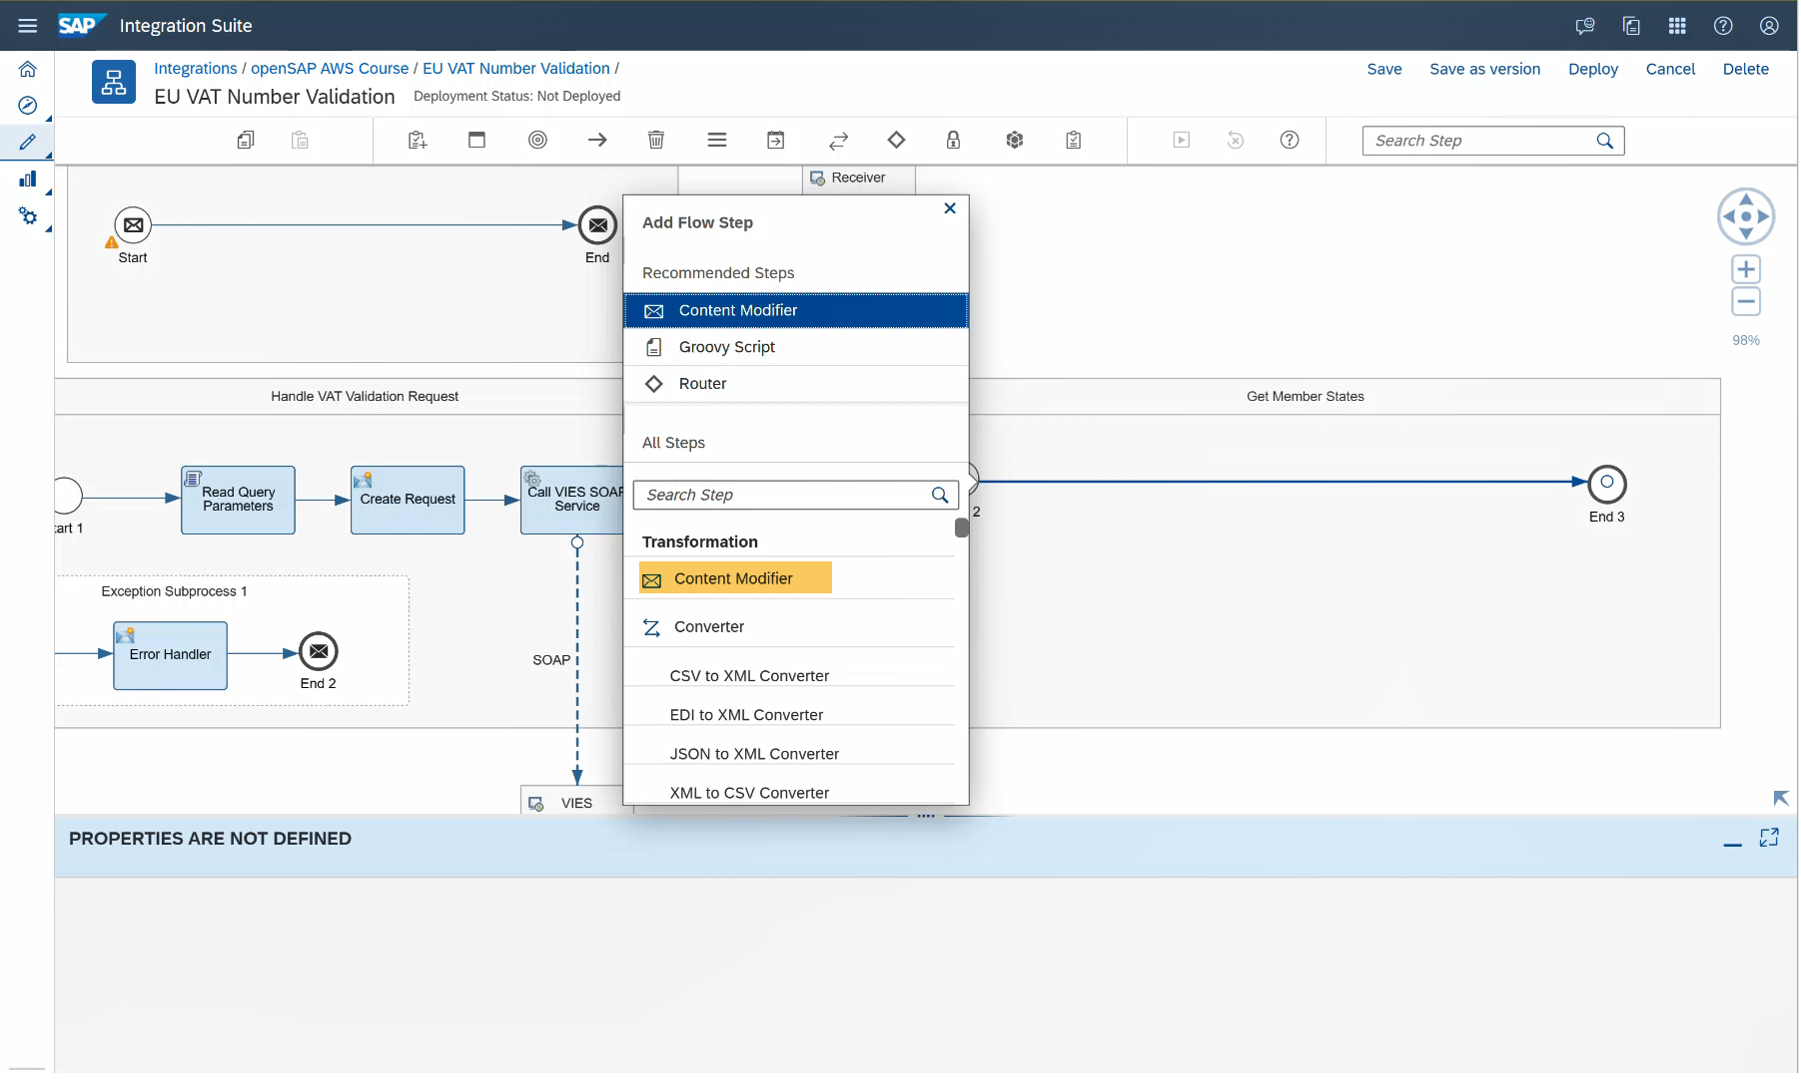 SAP Integration Suite
Integrations / openSAP AWS Course / EU VAT Number Validation /
EU VAT Number Validation Deployment Status: Not Deployed
Save Save as version Deploy Cancel Delete
Search Step
Receiver
Start
End
Add Flow Step
Recommended Steps
Content Modifier
Groovy Script
Router
All Steps
Search Step
Transformation
Content Modifier
Converter
CSV to XML Converter
EDI to XML Converter
JSON to XML Converter
XML to CSV Converter
98%
Handle VAT Validation Request
Get Member States
art 1
Read Query
Parameters
Create Request
Call VIES SOAP
Service
2
End 3
Exception Subprocess 1
Error Handler
End 2
SOAP
VIES
PROPERTIES ARE NOT DEFINED